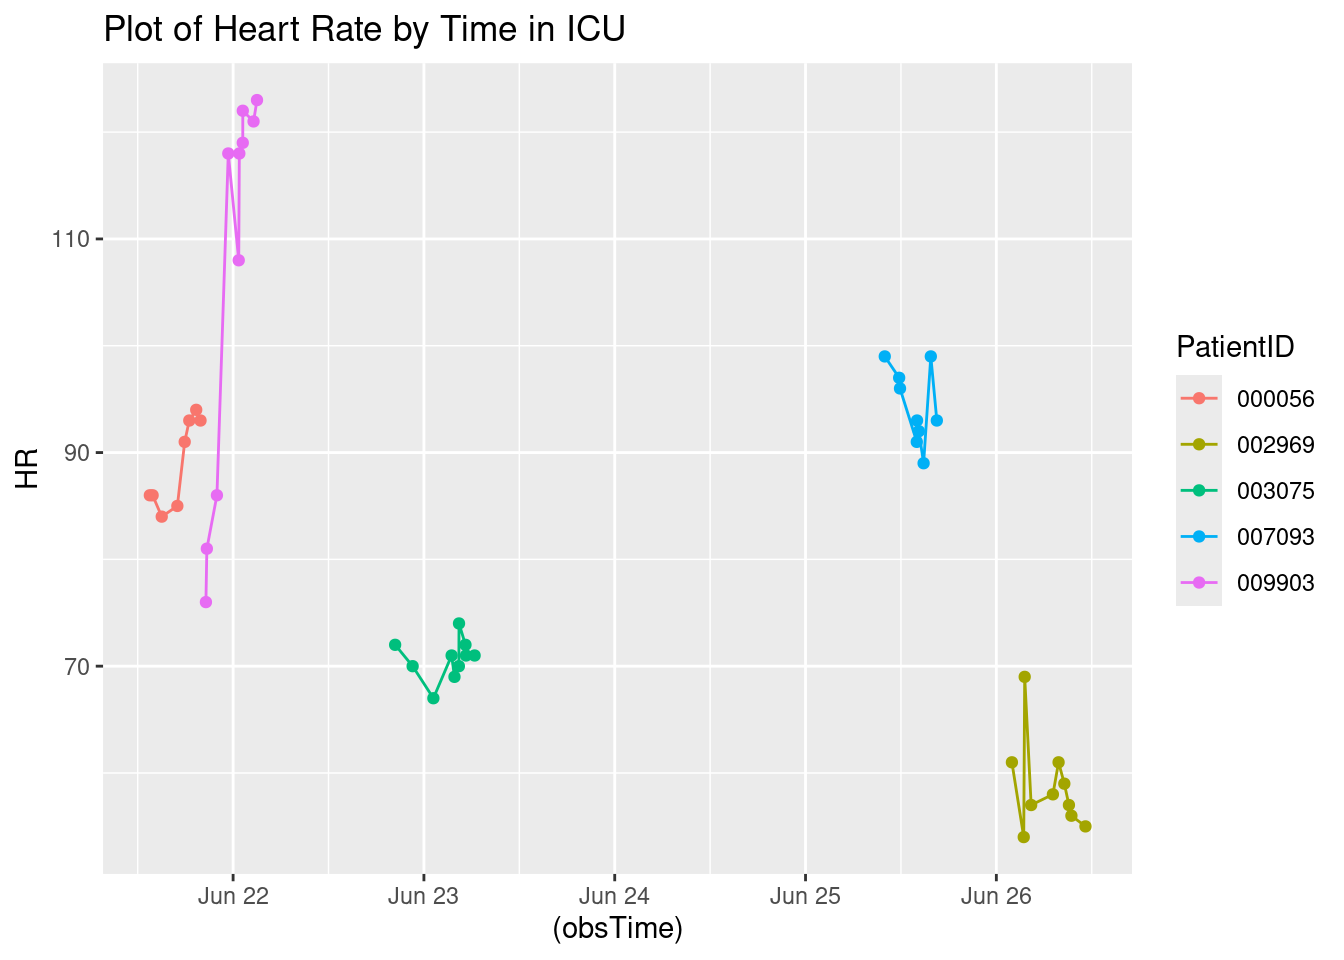 Plot of Heart Rate by Time in ICU
110
90
70
HR
Jun 22
Jun 23
Jun 24
Jun 25
Jun 26
(obsTime)
PatientID
000056
002969
003075
007093
009903